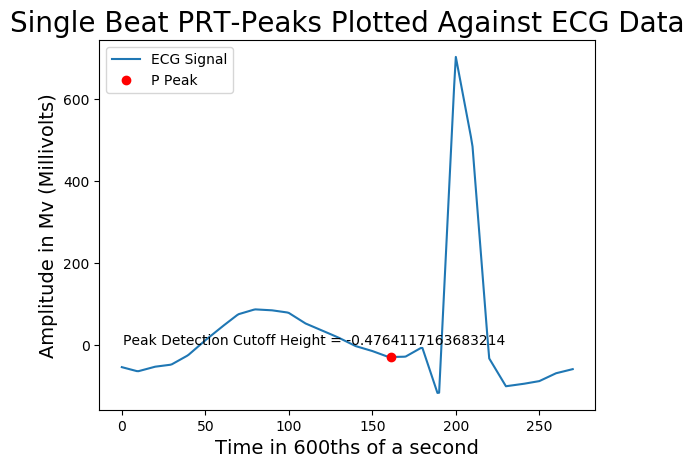 Single Beat PRT-Peaks Plotted Against ECG Data
ECG Signal
P Peak
Amplitude in Mv (Millivolts)
600
400
200
0
Peak Detection Cutoff Height = -0.4764117163683214
0 50 100 150 200 250
Time in 600ths of a second